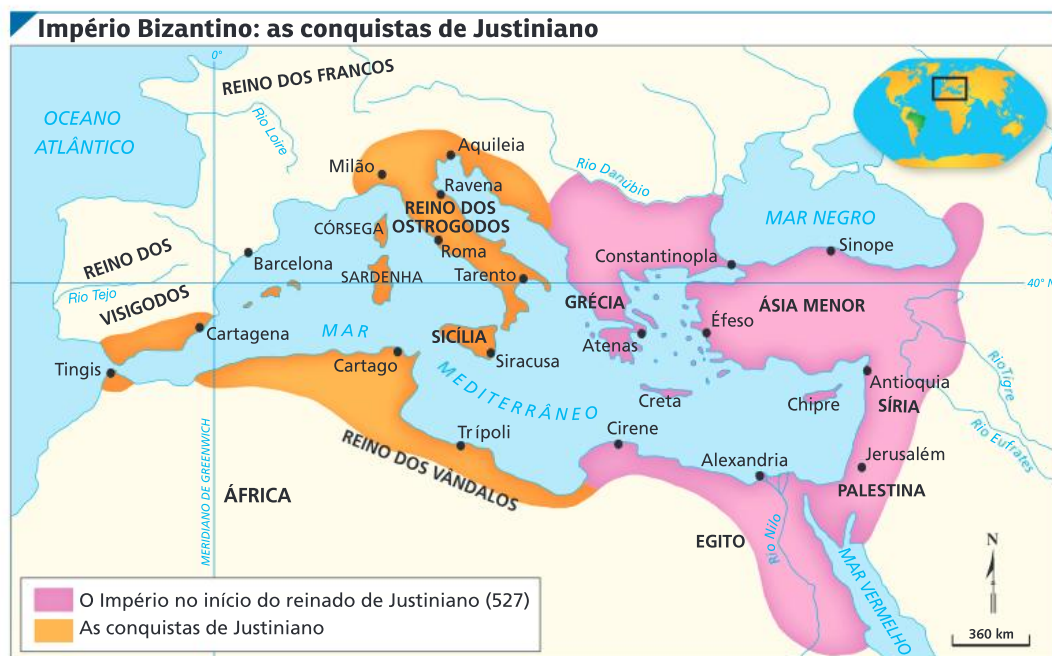 Império Bizantino: as conquistas de Justiniano
0°
REINO DOS FRANCOS
OCEANO
ATLÂNTICO
Rio Loire
Aquileia
Milão
Rio Danúbio
Ravena
REINO DOS
OSTROGODOS
CÓRSEGA
MAR NEGRO
Sinope
REINO DOS
VISIGODOS
Barcelona
Roma
Constantinopla
SARDENHA
Tarento
40° N
Rio Tejo
GRÉCIA
ÁSIA MENOR
Éfeso
Cartagena
MAR
MEDITERRÂNEO
SICÍLIA
Atenas
Tingis
Cartago
Siracusa
Antioquia
Rio Tigre
Creta
Chipre
SÍRIA
Rio Eufrates
Trípoli
Cirene
REINO DOS VÂNDALOS
Alexandria
Jerusalém
PALESTINA
MERIDIANO DE GREENWICH
ÁFRICA
EGITO
Rio Nilo
MAR VERMELHO
N
O Império no início do reinado de Justiniano (527)
As conquistas de Justiniano
360 km